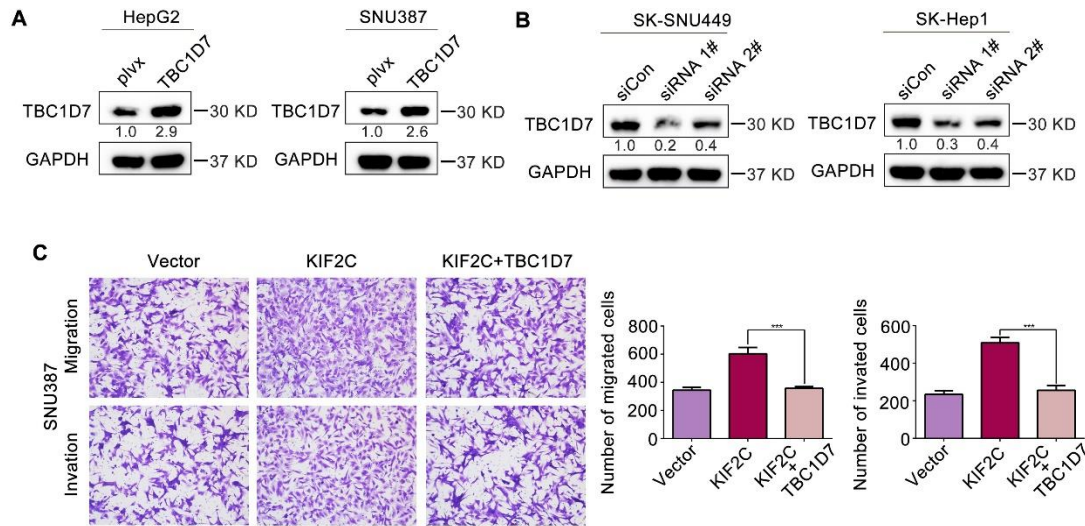 A
HepG2
SNU387
plvx
TBC1D7
plvx
TBC1D7
TBC1D7
30 KD
TBC1D7
30 KD
1.0 2.9
1.0 2.6
GAPDH
37 KD
GAPDH
37 KD
B
SK-SNU449
SK-Hep1
siCon
siRNA 1#
siRNA 2#
siCon
siRNA 1#
siRNA 2#
TBC1D7
30 KD
TBC1D7
30 KD
1.0 0.2 0.4
1.0 0.3 0.4
GAPDH
37 KD
GAPDH
37 KD
C
Vector
KIF2C
KIF2C+TBC1D7
SNU387
Migration
Invation
Number of migrated cells
800
600
400
200
0
***
Vector
KIF2C
KIF2C
+
TBC1D7
Number of invated cells
600
400
200
0
***
Vector
KIF2C
KIF2C
+
TBC1D7